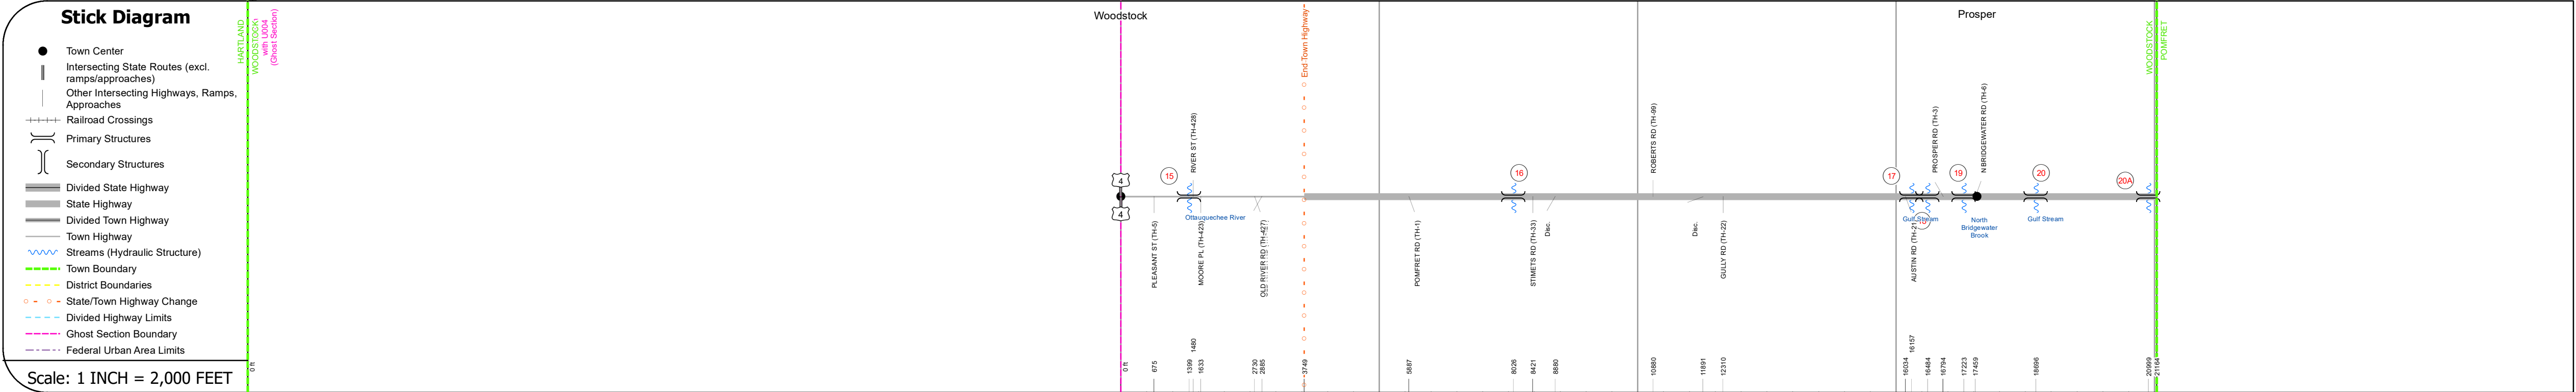 Stick Diagram
Town Center
Intersecting State Routes (excl.
ramps/approaches)
Other Intersecting Highways, Ramps,
Approaches
Railroad Crossings
Primary Structures
Secondary Structures
Divided State Highway
State Highway
Divided Town Highway
Town Highway
Streams (Hydraulic Structure)
Town Boundary
District Boundaries
State/Town Highway Change
Divided Highway Limits
Ghost Section Boundary
Federal Urban Area Limits
Scale: 1 INCH = 2,000 FEET
HARTLAND
WOODSTOCK
with U004
(Ghost Section)
Woodstock
End Town Highway
Prosper
WOODSTOCK
POMFRET
4
4
15
RIVER ST (TH-428)
16
ROBERTS RD (TH-99)
17
PROSPER RD (TH-3)
19
N BRIDGEWATER RD (TH-6)
20
20A
Ottauquechee River
Gulf Stream
North
Bridgewater
Brook
Gulf Stream
PLEASANT ST (TH-5)
MOORE PL (TH-423)
OLD RIVER RD (TH-427)
POMFRET RD (TH-1)
STIMETS RD (TH-33)
Disc.
Disc.
GULLY RD (TH-22)
AUSTIN RD (TH-21
0 ft
0 ft
675
1399
1480
1633
2730
2885
3749
5887
8026
8421
8880
10880
11891
12310
16034
16157
16484
16794
17223
17459
18696
20999
21164